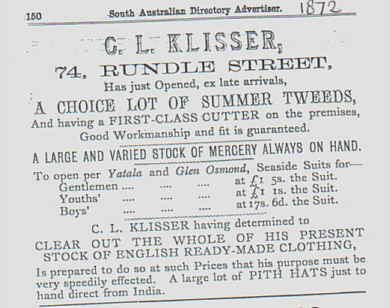 150 South Australian Directory Advertiser. 1872
C. L. KLISSER,
74, RUNDLE STREET,
Has just Opened, ex late arrivals,
A CHOICE LOT OF SUMMER TWEEDS,
And having a FIRST-CLASS CUTTER on the premises,
Good Workmanship and fit is guaranteed.
A LARGE AND VARIED STOCK OF MERCERY ALWAYS ON HAND.
To open per Yatala and Glen Osmond, Seaside Suits for—
Gentlemen .... .... .... at £1 5s. the Suit.
Youths' .... .... .... at £1 1s. the Suit.
Boys' .... .... .... at 17s. 6d. the Suit.
C. L. KLISSER having determined to
CLEAR OUT THE WHOLE OF HIS PRESENT
STOCK OF ENGLISH READY-MADE CLOTHING,
Is prepared to do so at such Prices that his purpose must be
very speedily effected. A large lot of PITH HATS just to
hand direct from India.